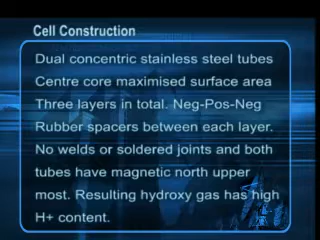 Cell Construction
Dual concentric stainless steel tubes
Centre core maximised surface area
Three layers in total. Neg-Pos-Neg
Rubber spacers between each layer.
No welds or soldered joints and both
tubes have magnetic north upper
most. Resulting hydroxy gas has high
H+ content.